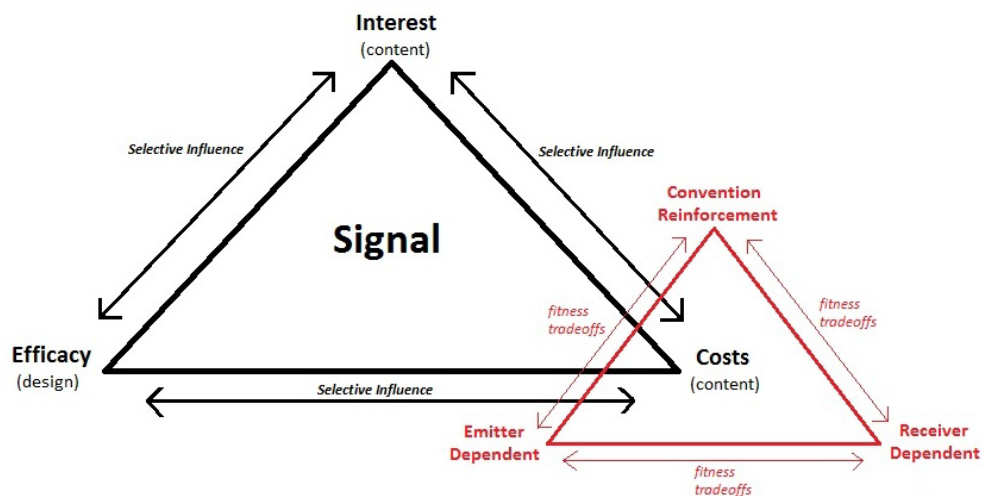 Interest
(content)
Selective Influence
Selective Influence
Convention
Reinforcement
Signal
fitness
tradeoffs
fitness
tradeoffs
Efficacy
(design)
Costs
(content)
Selective Influence
Emitter
Dependent
Receiver
Dependent
fitness
tradeoffs